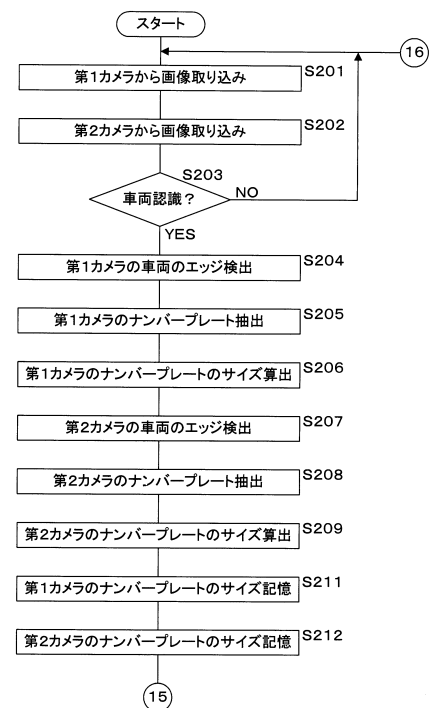 スタート
16
第1カメラから画像取り込み S201
第2カメラから画像取り込み S202
S203
車両認識？ NO
YES
第1カメラの車両のエッジ検出 S204
第1カメラのナンバープレート抽出 S205
第1カメラのナンバープレートのサイズ算出 S206
第2カメラの車両のエッジ検出 S207
第2カメラのナンバープレート抽出 S208
第2カメラのナンバープレートのサイズ算出 S209
第1カメラのナンバープレートのサイズ記憶 S211
第2カメラのナンバープレートのサイズ記憶 S212
15